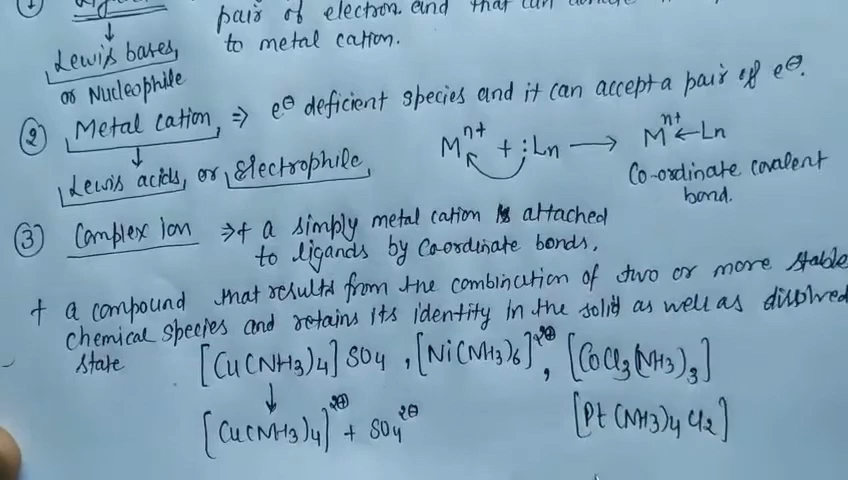 ①
pair of electron. and that can
to metal cation.
Lewis bases,
or Nucleophile
② Metal cation, ⇒ e⊖ deficient species and it can accept a pair of e⊖.
Lewis acids, or Electrophile,
Mⁿ⁺ + :Ln ⟶ Mⁿ⁺←Ln
Co-ordinate covalent
bond.
③ Complex ion ⇒ + a simply metal cation is attached
to ligands by Coordinate bonds,
+ a compound that results from the combination of two or more stable
chemical species and retains its identity in the solid as well as dissolved
state
[Cu(NH3)4] SO4 , [Ni(NH3)6]²⊕, [CoCl3(NH3)3]
↓
[Cu(NH3)4]²⊕ + SO4²⊖
[Pt(NH3)4Cl2]